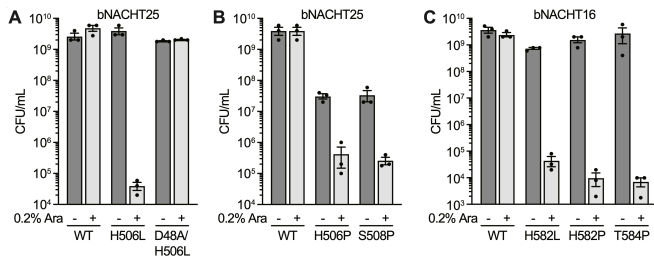 A bNACHT25
CFU/mL
10^10
10^9
10^8
10^7
10^6
10^5
10^4
0.2% Ara - + - + - +
WT H506L D48A/
H506L
B bNACHT25
CFU/mL
10^10
10^9
10^8
10^7
10^6
10^5
10^4
- + - + - +
WT H506P S508P
C bNACHT16
CFU/mL
10^10
10^9
10^8
10^7
10^6
10^5
10^4
10^3
0.2% Ara - + - + - + - +
WT H582L H582P T584P